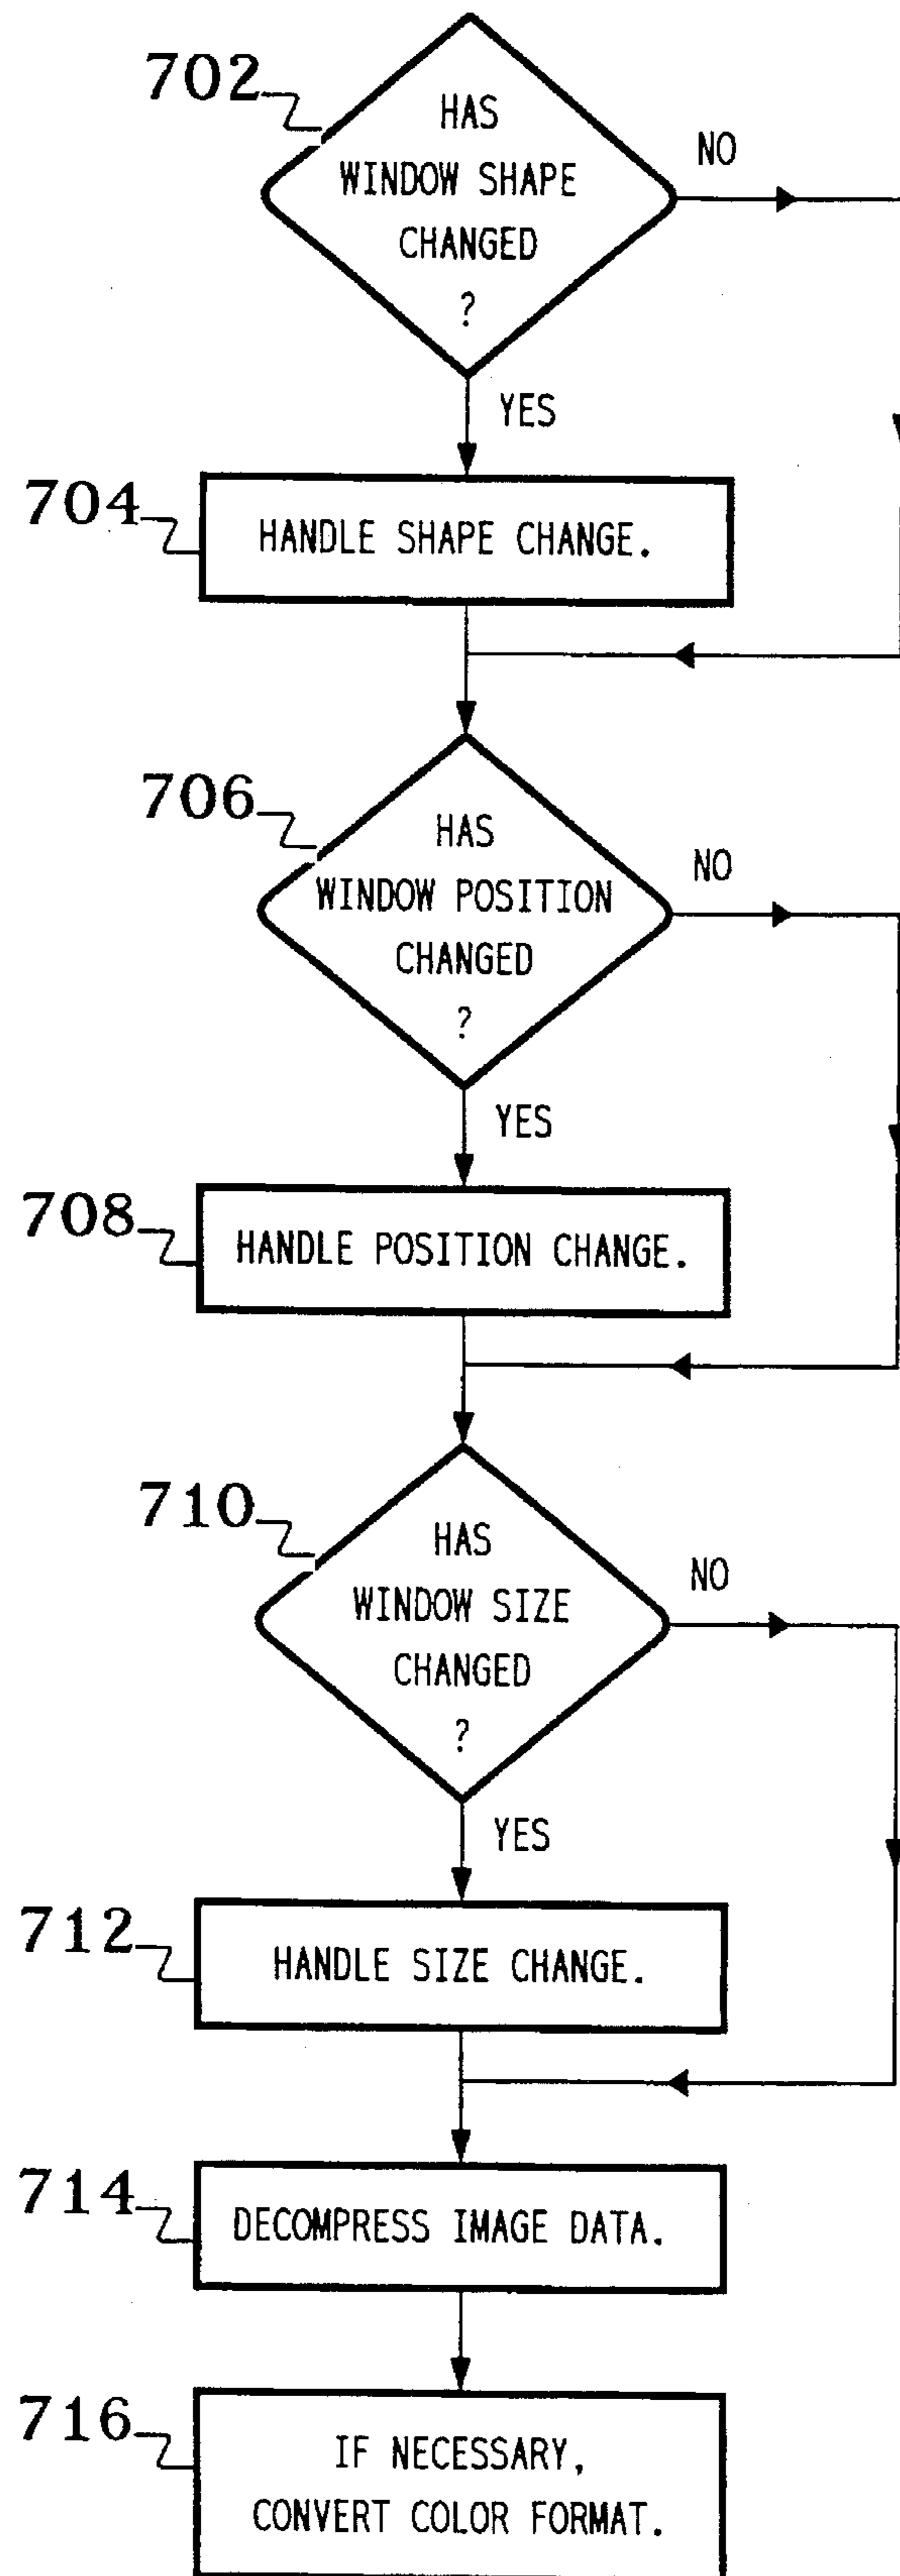 702
HAS
WINDOW SHAPE
CHANGED
?
NO
YES
704
HANDLE SHAPE CHANGE.
706
HAS
WINDOW POSITION
CHANGED
?
NO
YES
708
HANDLE POSITION CHANGE.
710
HAS
WINDOW SIZE
CHANGED
?
NO
YES
712
HANDLE SIZE CHANGE.
714
DECOMPRESS IMAGE DATA.
716
IF NECESSARY,
CONVERT COLOR FORMAT.